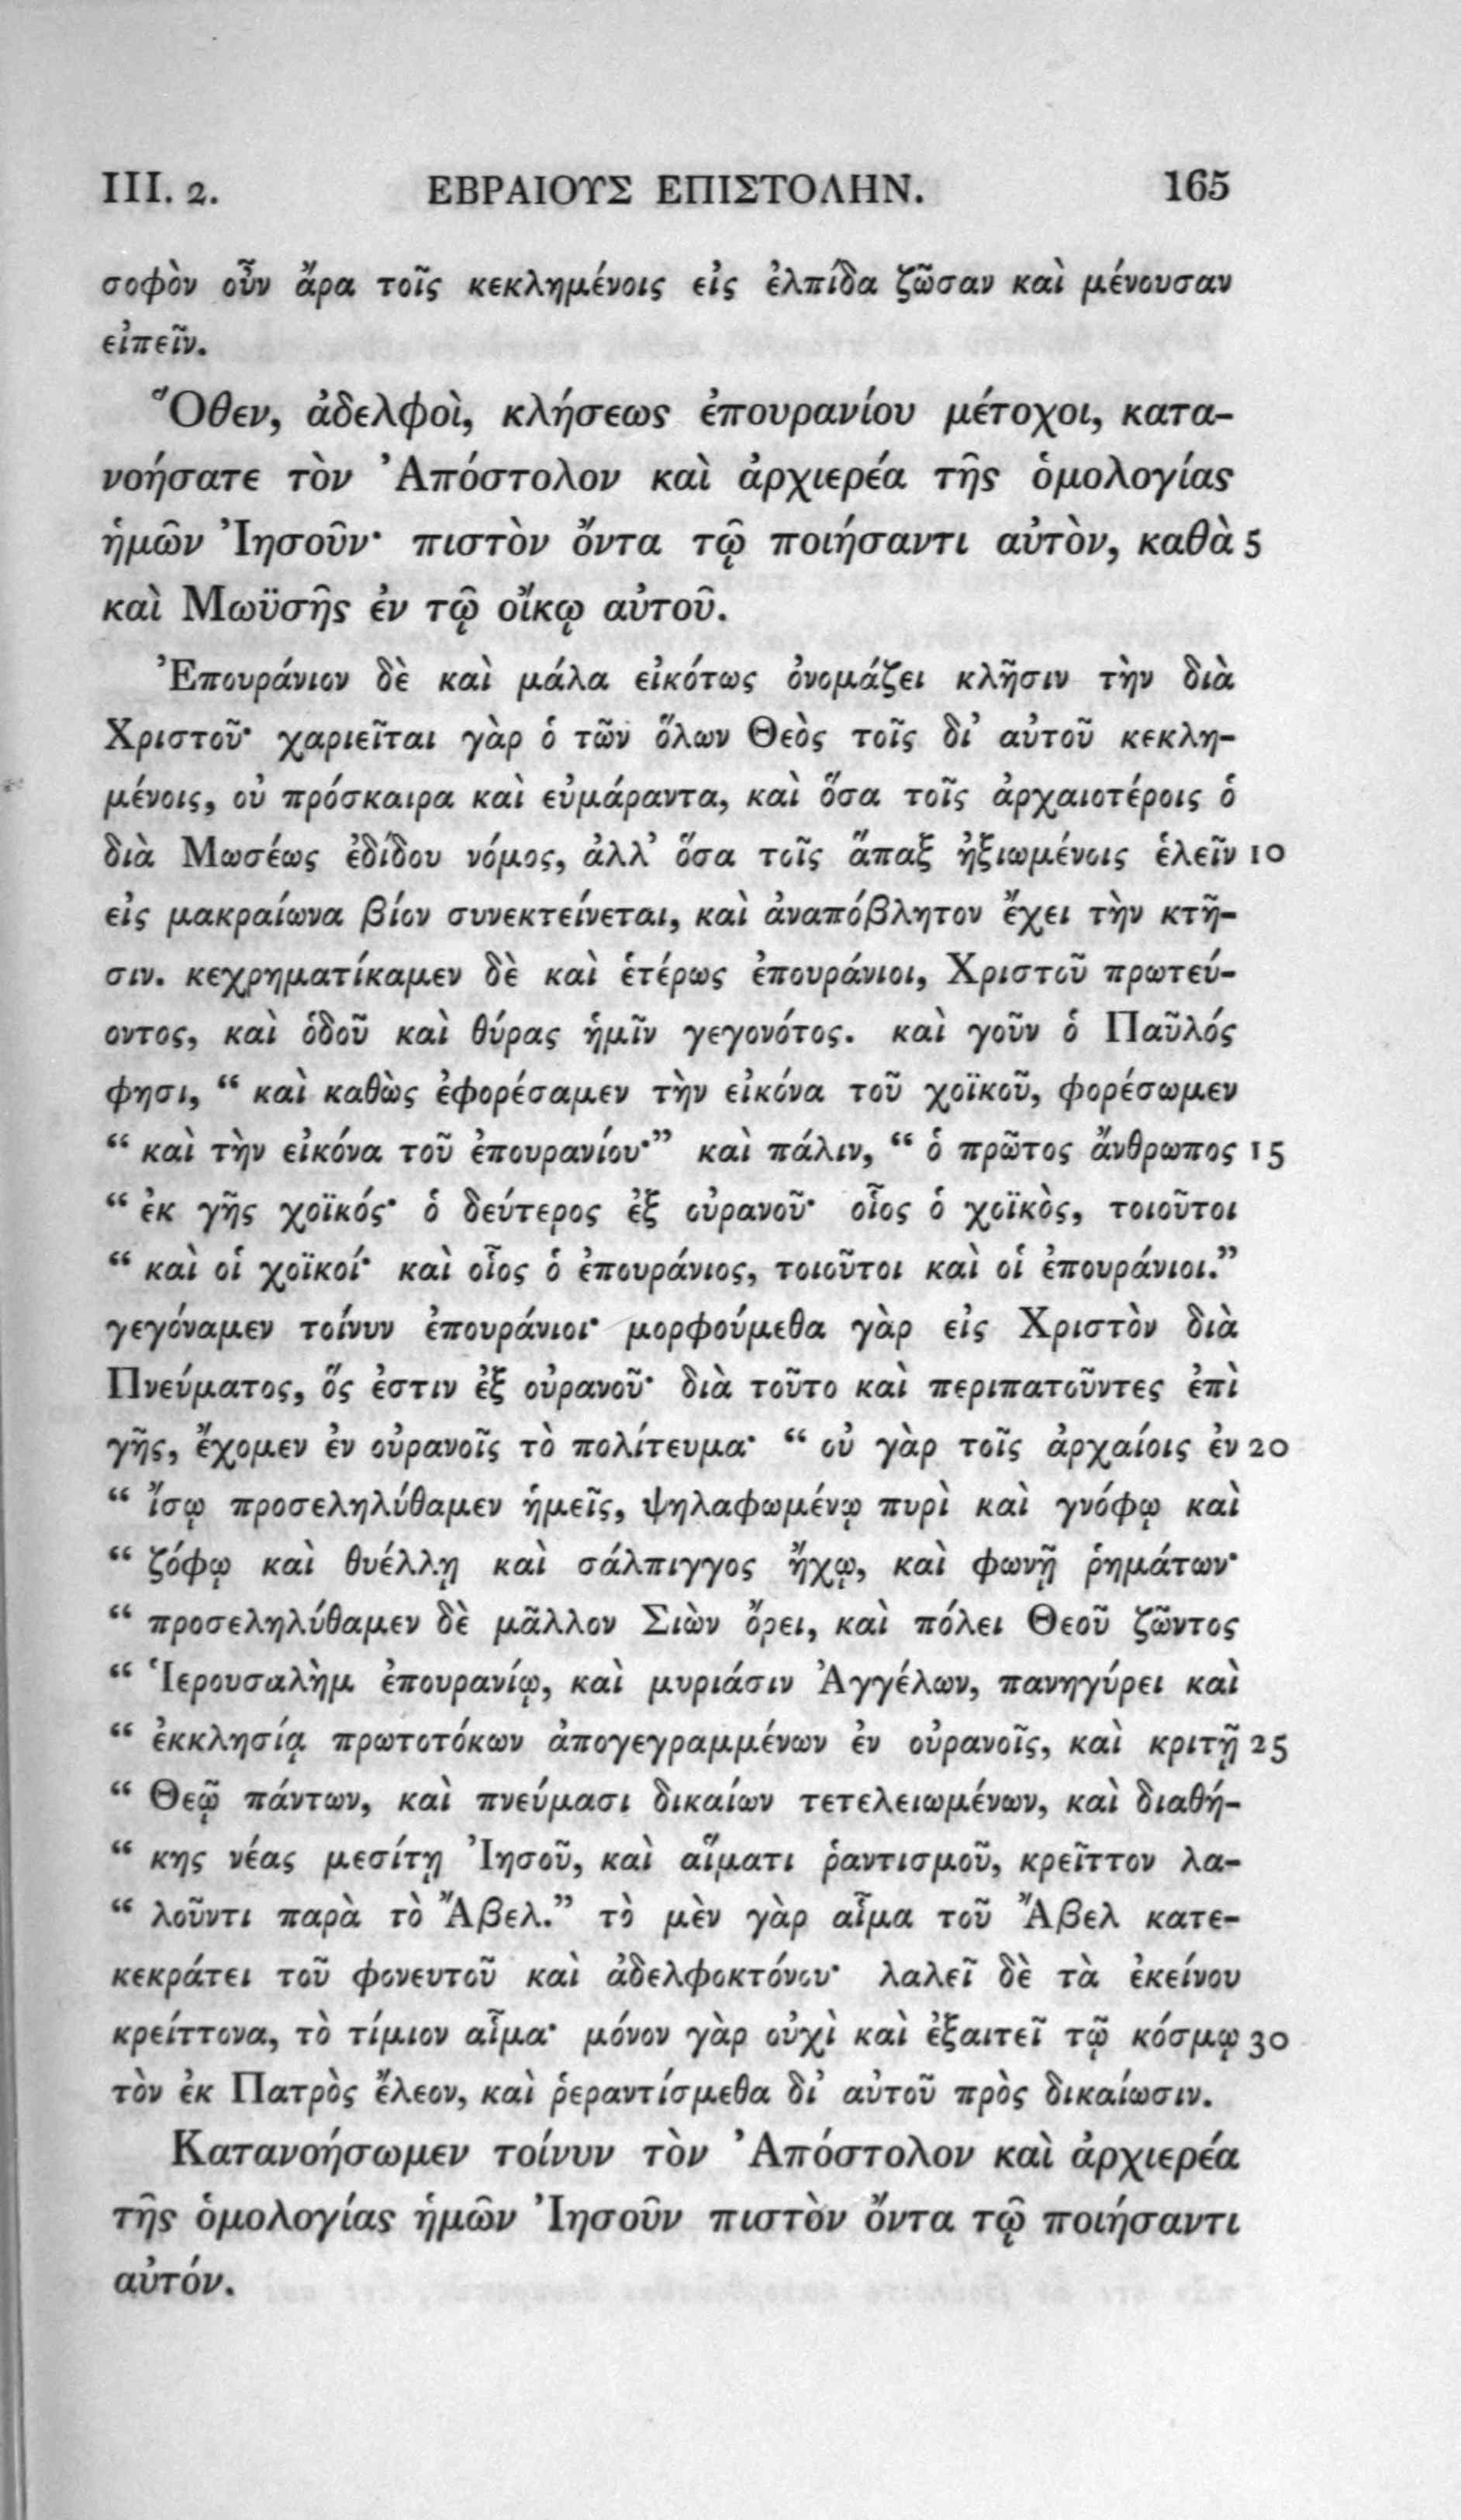 III. 2. ΕΒΡΑΙΟΥΣ ΕΠΙΣΤΟΛΗΝ. 165
σοφὸν οὖν ἄρα τοῖς κεκλημένοις εἰς ἐλπίδα ζῶσαν καὶ μένουσαν
εἰπεῖν.
Ὅθεν, ἀδελφοὶ, κλήσεως ἐπουρανίου μέτοχοι, κατα-
νοήσατε τὸν Ἀπόστολον καὶ ἀρχιερέα τῆς ὁμολογίας
ἡμῶν Ἰησοῦν· πιστὸν ὄντα τῷ ποιήσαντι αὐτὸν, καθὰ 5
καὶ Μωϋσῆς ἐν τῷ οἴκῳ αὐτοῦ.
Ἐπουράνιον δὲ καὶ μάλα εἰκότως ὀνομάζει κλῆσιν τὴν διὰ
Χριστοῦ· χαριεῖται γὰρ ὁ τῶν ὅλων Θεὸς τοῖς δι’ αὐτοῦ κεκλη-
μένοις, οὐ πρόσκαιρα καὶ εὐμάραντα, καὶ ὅσα τοῖς ἀρχαιοτέροις ὁ
διὰ Μωσέως ἐδίδου νόμος, ἀλλ’ ὅσα τοῖς ἅπαξ ἠξιωμένοις ἑλεῖν 10
εἰς μακραίωνα βίον συνεκτείνεται, καὶ ἀναπόβλητον ἔχει τὴν κτῆ-
σιν. κεχρηματίκαμεν δὲ καὶ ἑτέρως ἐπουράνιοι, Χριστοῦ πρωτεύ-
οντος, καὶ ὁδοῦ καὶ θύρας ἡμῖν γεγονότος. καὶ γοῦν ὁ Παῦλός
φησι, “ καὶ καθὼς ἐφορέσαμεν τὴν εἰκόνα τοῦ χοϊκοῦ, φορέσωμεν
“ καὶ τὴν εἰκόνα τοῦ ἐπουρανίου·” καὶ πάλιν, “ ὁ πρῶτος ἄνθρωπος 15
“ ἐκ γῆς χοϊκός· ὁ δεύτερος ἐξ οὐρανοῦ· οἷος ὁ χοϊκὸς, τοιοῦτοι
“ καὶ οἱ χοϊκοί· καὶ οἷος ὁ ἐπουράνιος, τοιοῦτοι καὶ οἱ ἐπουράνιοι.”
γεγόναμεν τοίνυν ἐπουράνιοι· μορφούμεθα γὰρ εἰς Χριστὸν διὰ
Πνεύματος, ὅς ἐστιν ἐξ οὐρανοῦ· διὰ τοῦτο καὶ περιπατοῦντες ἐπὶ
γῆς, ἔχομεν ἐν οὐρανοῖς τὸ πολίτευμα· “ οὐ γὰρ τοῖς ἀρχαίοις ἐν 20
“ ἴσῳ προσεληλύθαμεν ἡμεῖς, ψηλαφωμένῳ πυρὶ καὶ γνόφῳ καὶ
“ ζόφῳ καὶ θυέλλῃ καὶ σάλπιγγος ἤχῳ, καὶ φωνῇ ῥημάτων·
“ προσεληλύθαμεν δὲ μᾶλλον Σιὼν ὄρει, καὶ πόλει Θεοῦ ζῶντος
“ Ἱερουσαλὴμ ἐπουρανίῳ, καὶ μυριάσιν Ἀγγέλων, πανηγύρει καὶ
“ ἐκκλησίᾳ πρωτοτόκων ἀπογεγραμμένων ἐν οὐρανοῖς, καὶ κριτῇ 25
“ Θεῷ πάντων, καὶ πνεύμασι δικαίων τετελειωμένων, καὶ διαθή-
“ κης νέας μεσίτῃ Ἰησοῦ, καὶ αἵματι ῥαντισμοῦ, κρεῖττον λα-
“ λοῦντι παρὰ τὸ Ἄβελ.” τὸ μὲν γὰρ αἷμα τοῦ Ἄβελ κατε-
κεκράτει τοῦ φονευτοῦ καὶ ἀδελφοκτόνου· λαλεῖ δὲ τὰ ἐκείνου
κρείττονα, τὸ τίμιον αἷμα· μόνον γὰρ οὐχὶ καὶ ἐξαιτεῖ τῷ κόσμῳ 30
τὸν ἐκ Πατρὸς ἔλεον, καὶ ῥεραντίσμεθα δι’ αὐτοῦ πρὸς δικαίωσιν.
Κατανοήσωμεν τοίνυν τὸν Ἀπόστολον καὶ ἀρχιερέα
τῆς ὁμολογίας ἡμῶν Ἰησοῦν πιστὸν ὄντα τῷ ποιήσαντι
αὐτόν.